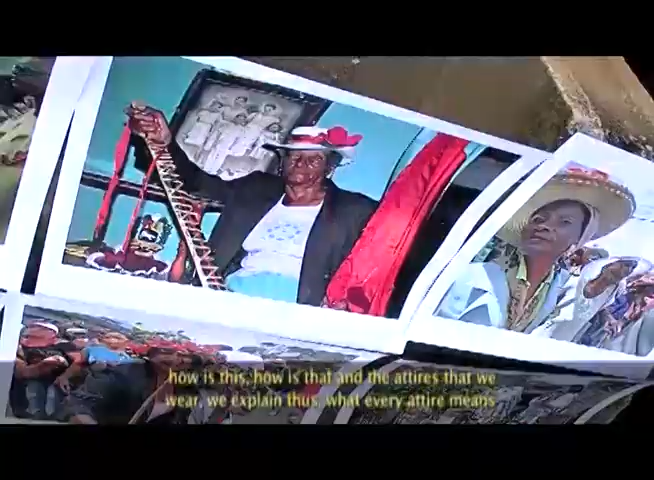 how is this, how is that and the attires that we
wear, we explain thus, what every attire means